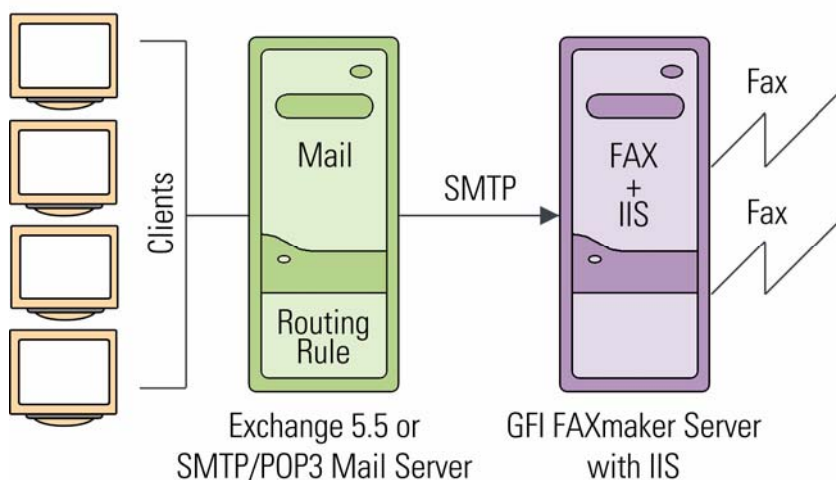 Clients
Mail
Routing
Rule
Exchange 5.5 or
SMTP/POP3 Mail Server
SMTP
FAX
+
IIS
GFI FAXmaker Server
with IIS
Fax
Fax